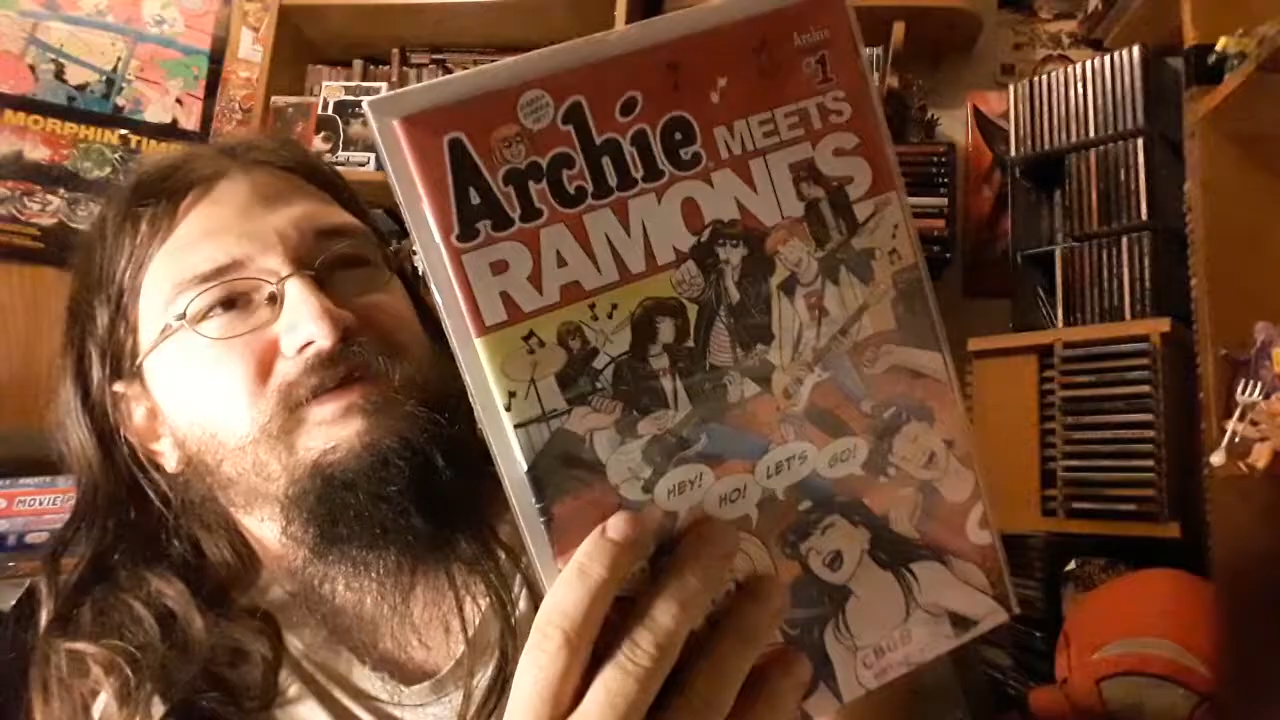 MORPHIN TIME
Archie
#1
Archie MEETS
RAMONES
HEY!
HO!
LET'S
GO!
CBGB
MOVIE P